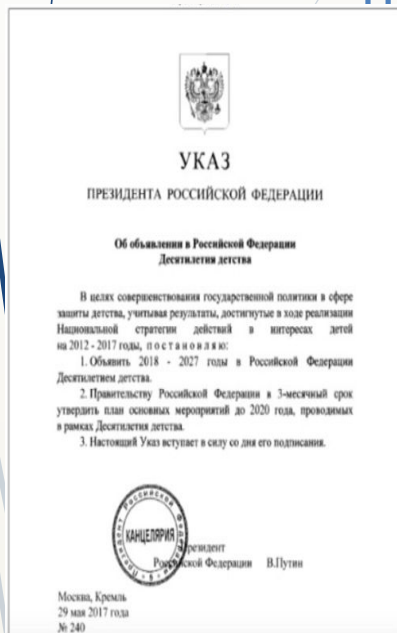 УКАЗ
ПРЕЗИДЕНТА РОССИЙСКОЙ ФЕДЕРАЦИИ
Об объявлении в Российской Федерации
Десятилетия детства
В целях совершенствования государственной политики в сфере
защиты детства, учитывая результаты, достигнутые в ходе реализации
Национальной стратегии действий в интересах детей
на 2012 - 2017 годы, п о с т а н о в л я ю:
1. Объявить 2018 - 2027 годы в Российской Федерации
Десятилетием детства.
2. Правительству Российской Федерации в 3-месячный срок
утвердить план основных мероприятий до 2020 года, проводимых
в рамках Десятилетия детства.
3. Настоящий Указ вступает в силу со дня его подписания.
КАНЦЕЛЯРИЯ
Президент
Российской Федерации В.Путин
Москва, Кремль
29 мая 2017 года
№ 240